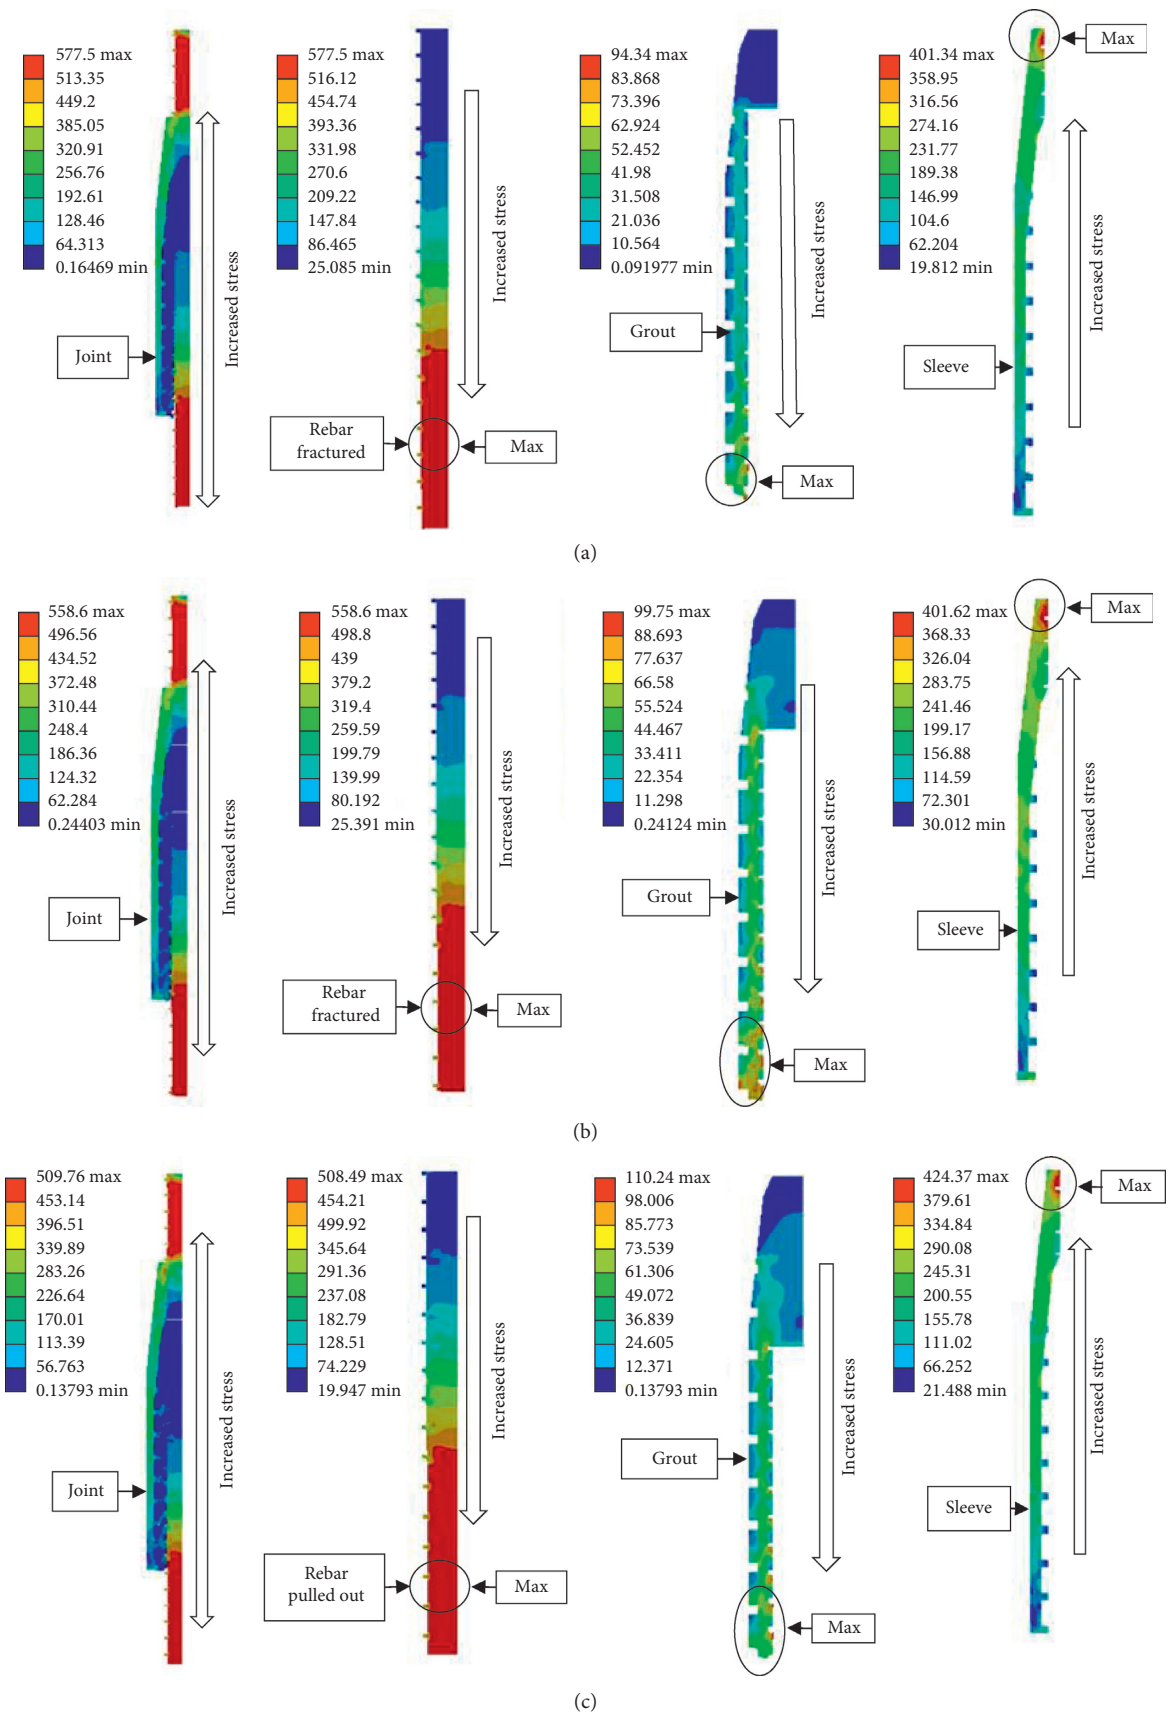 577.5 max
513.35
449.2
385.05
320.91
256.76
192.61
128.46
64.313
0.16469 min
Joint
Increased stress
577.5 max
516.12
454.74
393.36
331.98
270.6
209.22
147.84
86.465
25.085 min
Increased stress
Rebar
fractured
Max
94.34 max
83.868
73.396
62.924
52.452
41.98
31.508
21.036
10.564
0.091977 min
Grout
Increased stress
Max
401.34 max
358.95
316.56
274.16
231.77
189.38
146.99
104.6
62.204
19.812 min
Max
Increased stress
Sleeve
(a)
558.6 max
496.56
434.52
372.48
310.44
248.4
186.36
124.32
62.284
0.24403 min
Joint
Increased stress
558.6 max
498.8
439
379.2
319.4
259.59
199.79
139.99
80.192
25.391 min
Increased stress
Rebar
fractured
Max
99.75 max
88.693
77.637
66.58
55.524
44.467
33.411
22.354
11.298
0.24124 min
Grout
Increased stress
Max
401.62 max
368.33
326.04
283.75
241.46
199.17
156.88
114.59
72.301
30.012 min
Max
Increased stress
Sleeve
(b)
509.76 max
453.14
396.51
339.89
283.26
226.64
170.01
113.39
56.763
0.13793 min
Joint
Increased stress
508.49 max
454.21
499.92
345.64
291.36
237.08
182.79
128.51
74.229
19.947 min
Increased stress
Rebar
pulled out
Max
110.24 max
98.006
85.773
73.539
61.306
49.072
36.839
24.605
12.371
0.13793 min
Grout
Increased stress
Max
424.37 max
379.61
334.84
290.08
245.31
200.55
155.78
111.02
66.252
21.488 min
Max
Increased stress
Sleeve
(c)